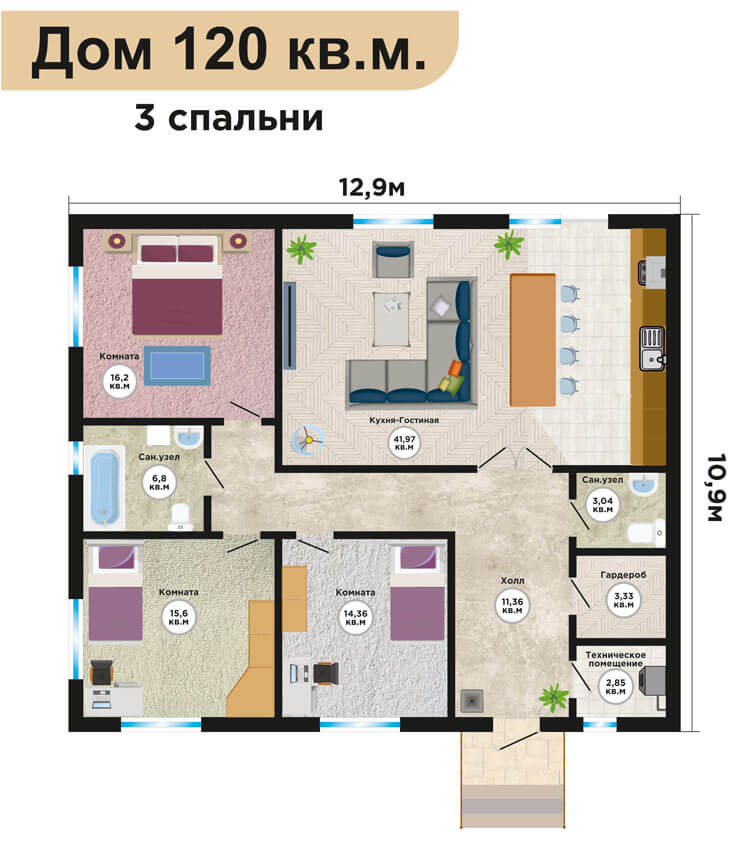 Дом 120 кв.м.
3 спальни
12,9м
Комната
16,2
кв.м
Кухня-Гостиная
41,97
кв.м
10,9м
Сан.узел
6,8
кв.м
Сан.узел
3,04
кв.м
Комната
15,6
кв.м
Комната
14,36
кв.м
Холл
11,36
кв.м
Гардероб
3,33
кв.м
Техническое
помещение
2,85
кв.м